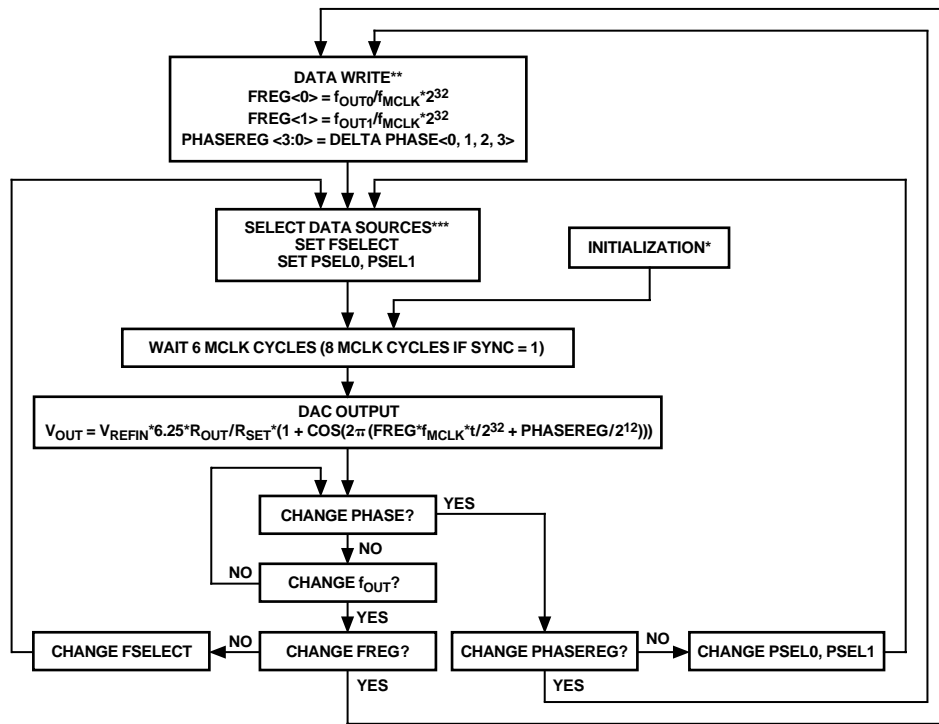 DATA WRITE**
FREG<0> = fOUT0/fMCLK*2^32
FREG<1> = fOUT1/fMCLK*2^32
PHASEREG <3:0> = DELTA PHASE<0, 1, 2, 3>
SELECT DATA SOURCES***
SET FSELECT
SET PSEL0, PSEL1
INITIALIZATION*
WAIT 6 MCLK CYCLES (8 MCLK CYCLES IF SYNC = 1)
DAC OUTPUT
VOUT = VREFIN*6.25*ROUT/RSET*(1 + COS(2π(FREG*fMCLK*t/2^32 + PHASEREG/2^12)))
CHANGE PHASE?
YES
NO
NO
CHANGE fOUT?
YES
CHANGE FSELECT
NO
CHANGE FREG?
YES
CHANGE PHASEREG?
NO
CHANGE PSEL0, PSEL1
YES